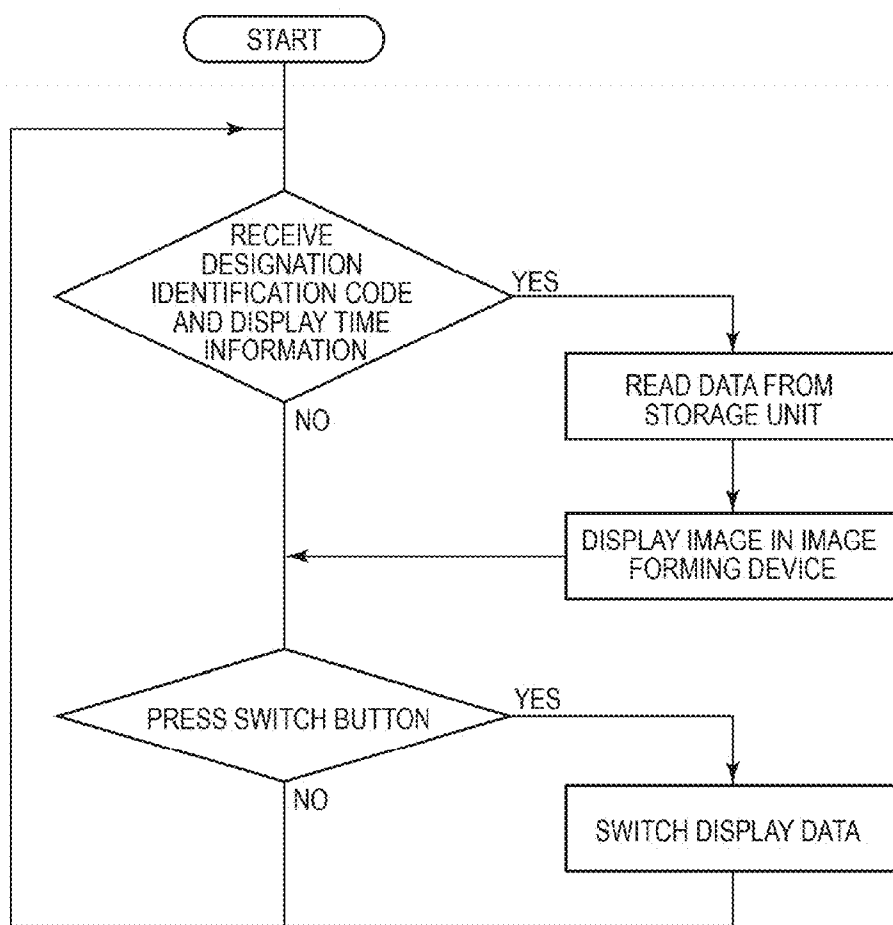 START
RECEIVE
DESIGNATION
IDENTIFICATION CODE
AND DISPLAY TIME
INFORMATION
YES
NO
READ DATA FROM
STORAGE UNIT
DISPLAY IMAGE IN IMAGE
FORMING DEVICE
PRESS SWITCH BUTTON
YES
NO
SWITCH DISPLAY DATA